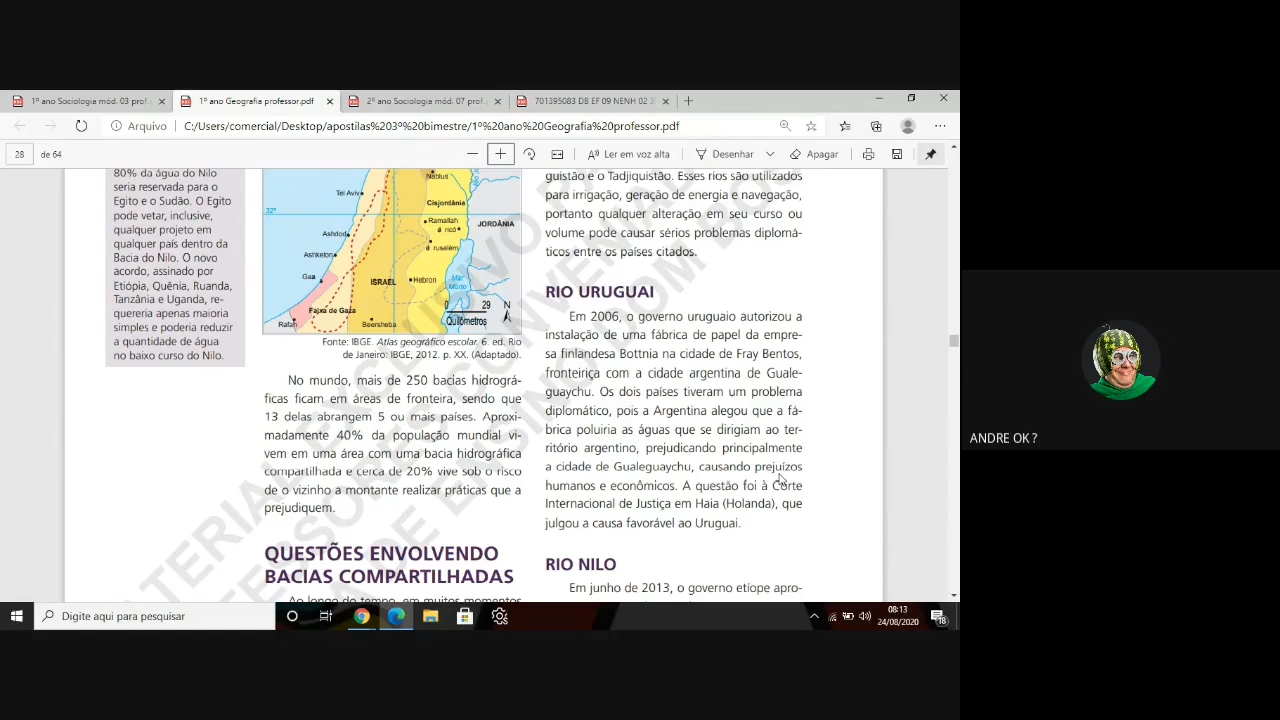 1º ano Sociologia mód. 03 prof.
1º ano Geografia professor.pdf
2º ano Sociologia mód. 07 prof.
701395083 DB EF 09 NENH 02 3
Arquivo
C:/Users/comercial/Desktop/apostilas%203º%20bimestre/1º%20ano%20Geografia%20professor.pdf
28
de 64
Ler em voz alta
Desenhar
Apagar
80% da água do Nilo
seria reservada para o
Egito e o Sudão. O Egito
pode vetar, inclusive,
qualquer projeto em
qualquer país dentro da
Bacia do Nilo. O novo
acordo, assinado por
Etiópia, Quênia, Ruanda,
Tanzânia e Uganda, re-
quereria apenas maioria
simples e poderia reduzir
a quantidade de água
no baixo curso do Nilo.
Nablus
Tel Aviv
Cisjordânia
32º
Ramallah
JORDÂNIA
Ashdod
ricó
rusalém
Ashkelon
Gaa
ISRAEL
Hebron
Mar
Morto
Faixa de Gaza
0 29 N
Quilômetros
Rafah
Beersheba
Fonte: IBGE. Atlas geográfico escolar. 6. ed. Rio
de Janeiro: IBGE, 2012. p. XX. (Adaptado).
No mundo, mais de 250 bacias hidrográ-
ficas ficam em áreas de fronteira, sendo que
13 delas abrangem 5 ou mais países. Aproxi-
madamente 40% da população mundial vi-
vem em uma área com uma bacia hidrográfica
compartilhada e cerca de 20% vive sob o risco
de o vizinho a montante realizar práticas que a
prejudiquem.
QUESTÕES ENVOLVENDO
BACIAS COMPARTILHADAS
Ao longo do tempo, em muitos momentos
guistão e o Tadjiquistão. Esses rios são utilizados
para irrigação, geração de energia e navegação,
portanto qualquer alteração em seu curso ou
volume pode causar sérios problemas diplomá-
ticos entre os países citados.
RIO URUGUAI
Em 2006, o governo uruguaio autorizou a
instalação de uma fábrica de papel da empre-
sa finlandesa Bottnia na cidade de Fray Bentos,
fronteiriça com a cidade argentina de Guale-
guaychu. Os dois países tiveram um problema
diplomático, pois a Argentina alegou que a fá-
brica poluiria as águas que se dirigiam ao ter-
ritório argentino, prejudicando principalmente
a cidade de Gualeguaychu, causando prejuízos
humanos e econômicos. A questão foi à Corte
Internacional de Justiça em Haia (Holanda), que
julgou a causa favorável ao Uruguai.
RIO NILO
Em junho de 2013, o governo etíope apro-
Digite aqui para pesquisar
08:13
24/08/2020
18
ANDRE OK ?